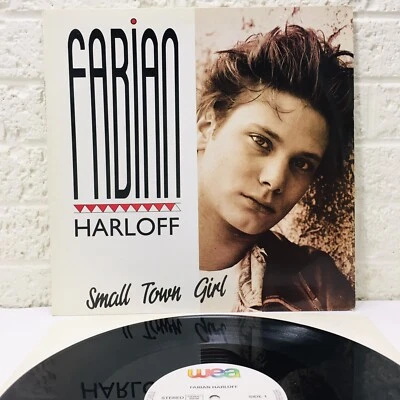 FABiAN
HARLOFF
Small Town Girl
wea
FABIAN HARLOFF
STEREO
SIDE 1